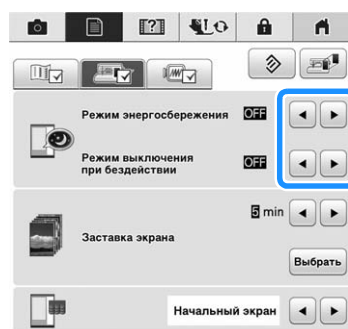 Режим энергосбережения OFF
Режим выключения
при бездействии OFF
5 min
Заставка экрана
Выбрать
Начальный экран